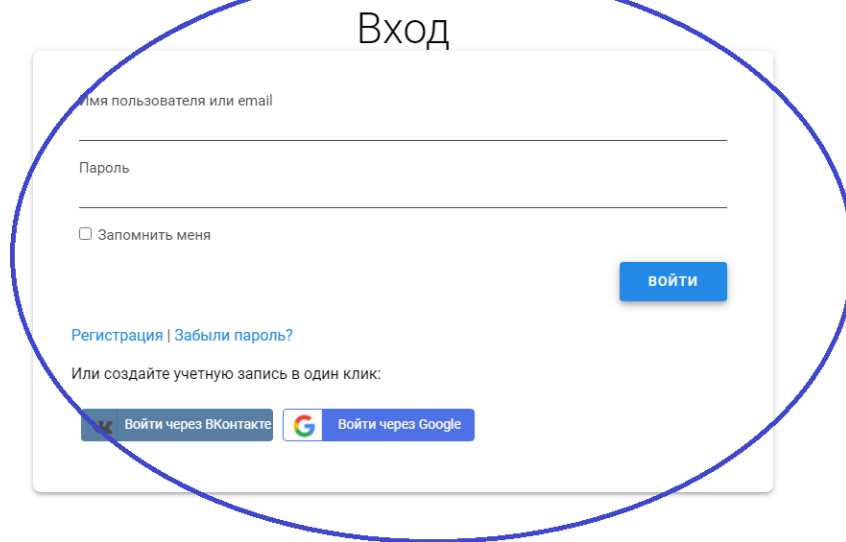 Вход
Имя пользователя или email
Пароль
Запомнить меня
ВОЙТИ
Регистрация | Забыли пароль?
Или создайте учетную запись в один клик:
Войти через ВКонтакте Войти через Google